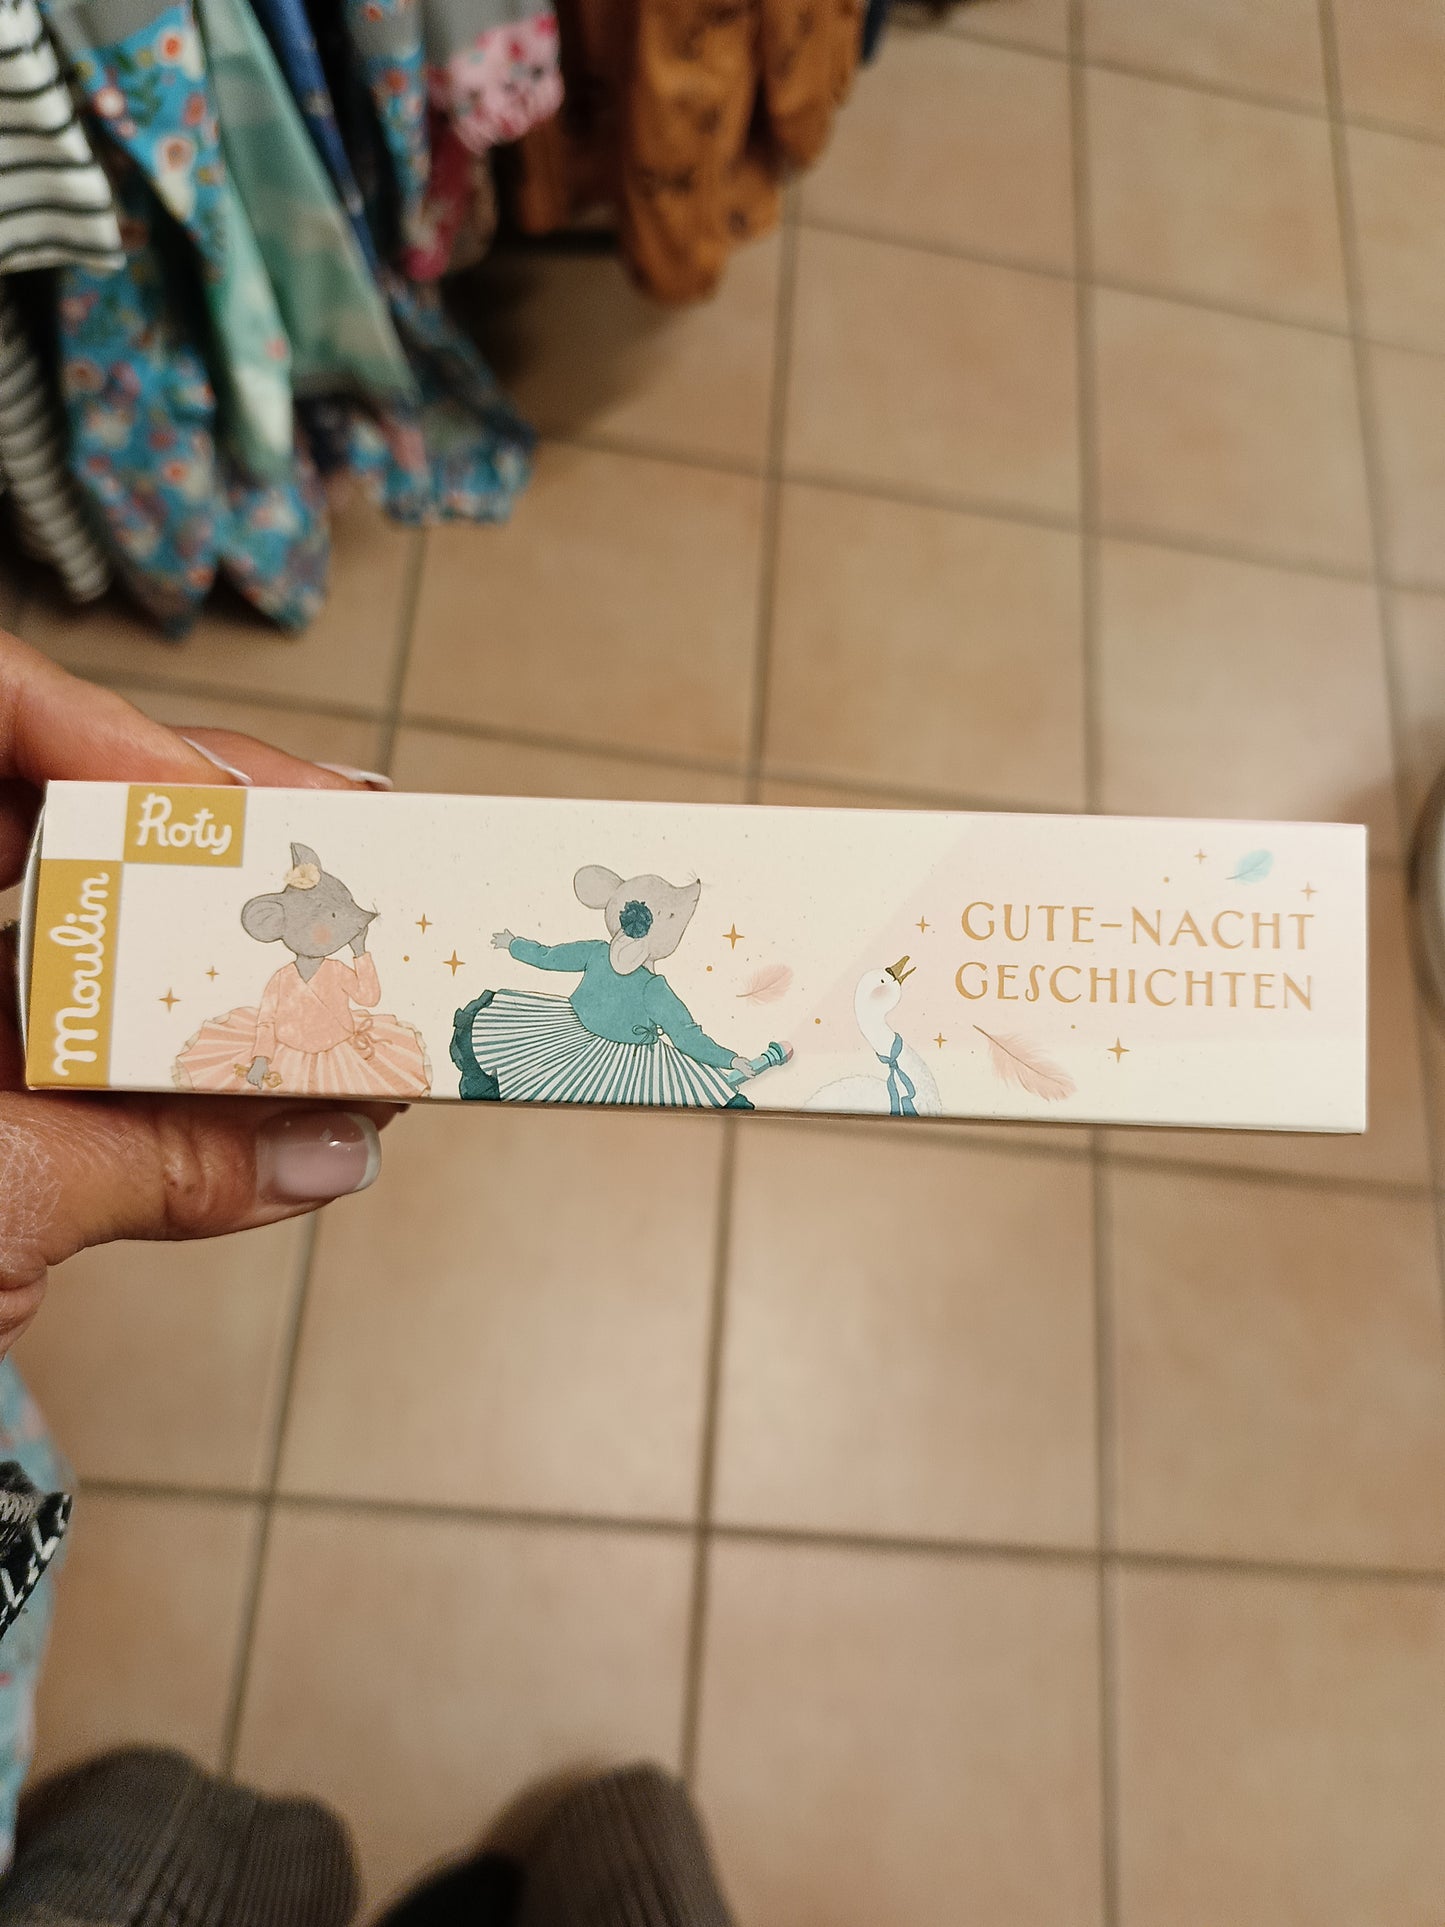 Moulin
Roty
GUTE-NACHT
GESCHICHTEN